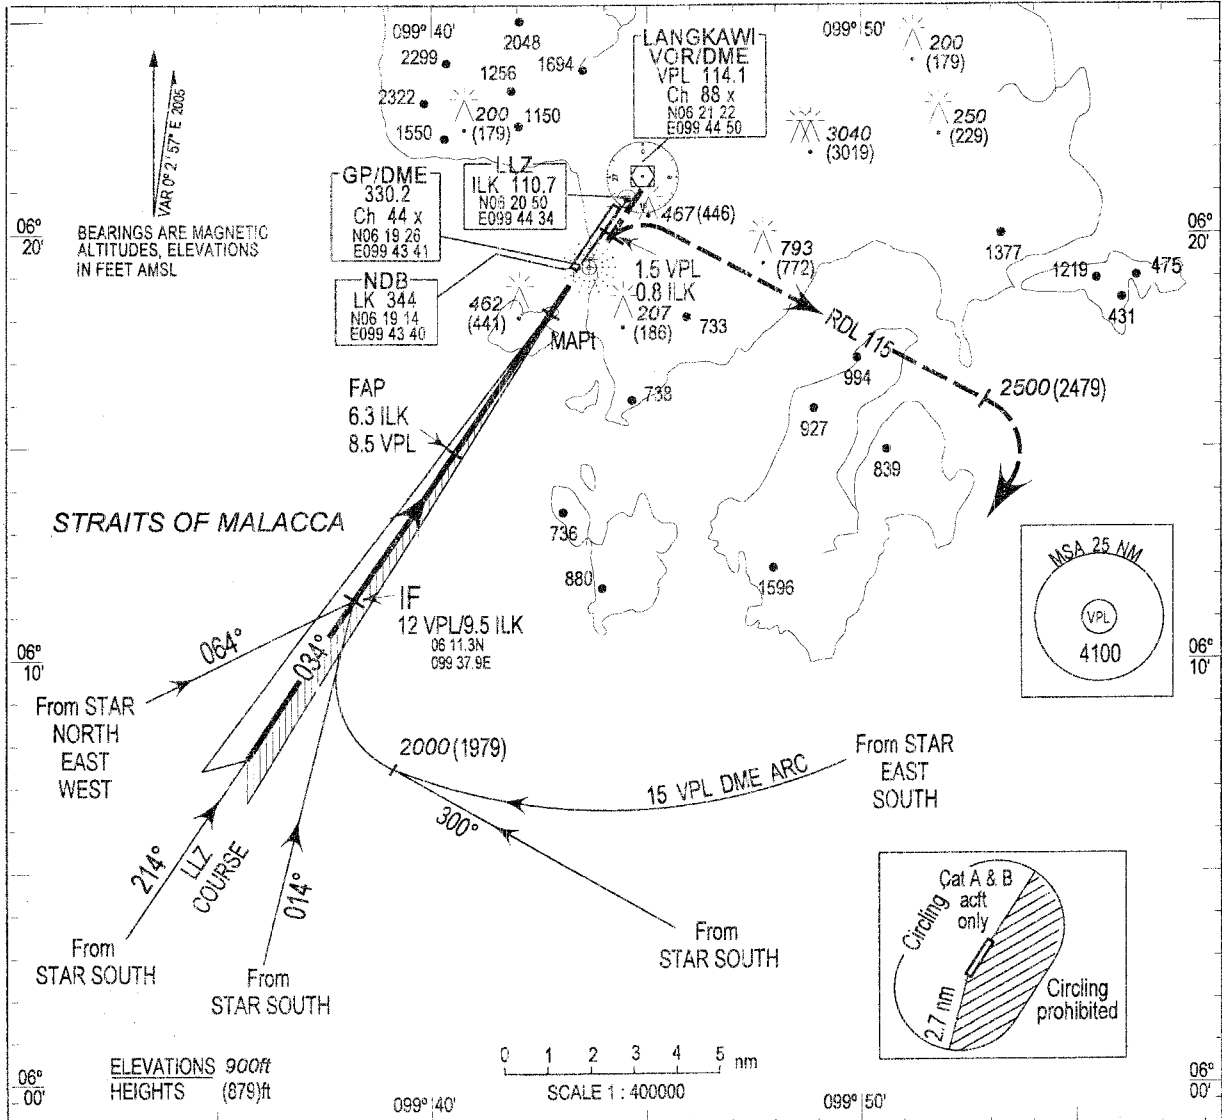 099° 40'
099° 50'
LANGKAWI
VOR/DME
VPL 114.1
Ch 88 x
N06 21 22
E099 44 50
2048
2299
1256
1694
200
(179)
2322
200
(179)
1150
1550
3040
(3019)
250
(229)
VAR 0° 2' 57" E 2005
GP/DME
330.2
Ch 44 x
N06 19 26
E099 43 41
LLZ
ILK 110.7
N06 20 50
E099 44 34
BEARINGS ARE MAGNETIC
ALTITUDES, ELEVATIONS
IN FEET AMSL
06°
20'
06°
20'
467(446)
793
(772)
1377
1219
475
431
1.5 VPL
0.8 ILK
NDB
LK 344
N06 19 14
E099 43 40
462
(441)
207
(186)
733
MAPt
RDL 115
994
2500(2479)
FAP
6.3 ILK
8.5 VPL
738
927
839
STRAITS OF MALACCA
736
880
1596
MSA 25 NM
VPL
4100
IF
12 VPL/9.5 ILK
06 11.3N
099 37.9E
064°
034°
06°
10'
06°
10'
From STAR
NORTH
EAST
WEST
2000(1979)
From STAR
EAST
SOUTH
15 VPL DME ARC
300°
214°
LLZ
COURSE
014°
From
STAR SOUTH
From
STAR SOUTH
From
STAR SOUTH
Circling
Cat A & B
acft
only
2.7 nm
Circling
prohibited
ELEVATIONS 900ft
HEIGHTS (879)ft
0 1 2 3 4 5 nm
SCALE 1 : 400000
06°
00'
06°
00'
099° 40'
099° 50'